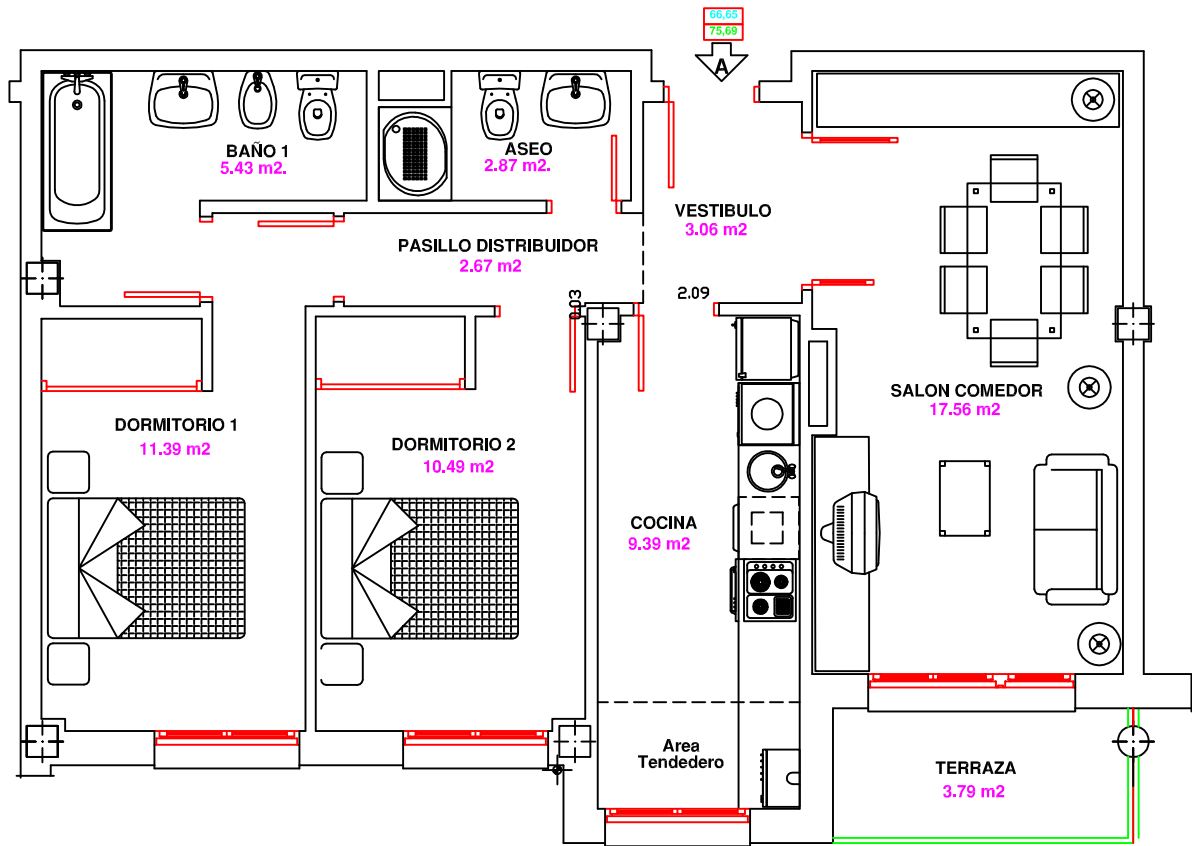 66,65
75,69
A
BAÑO 1
5.43 m2.
ASEO
2.87 m2.
VESTIBULO
3.06 m2
PASILLO DISTRIBUIDOR
2.67 m2
0.03
2.09
SALON COMEDOR
17.56 m2
DORMITORIO 1
11.39 m2
DORMITORIO 2
10.49 m2
COCINA
9.39 m2
Area
Tendedero
TERRAZA
3.79 m2